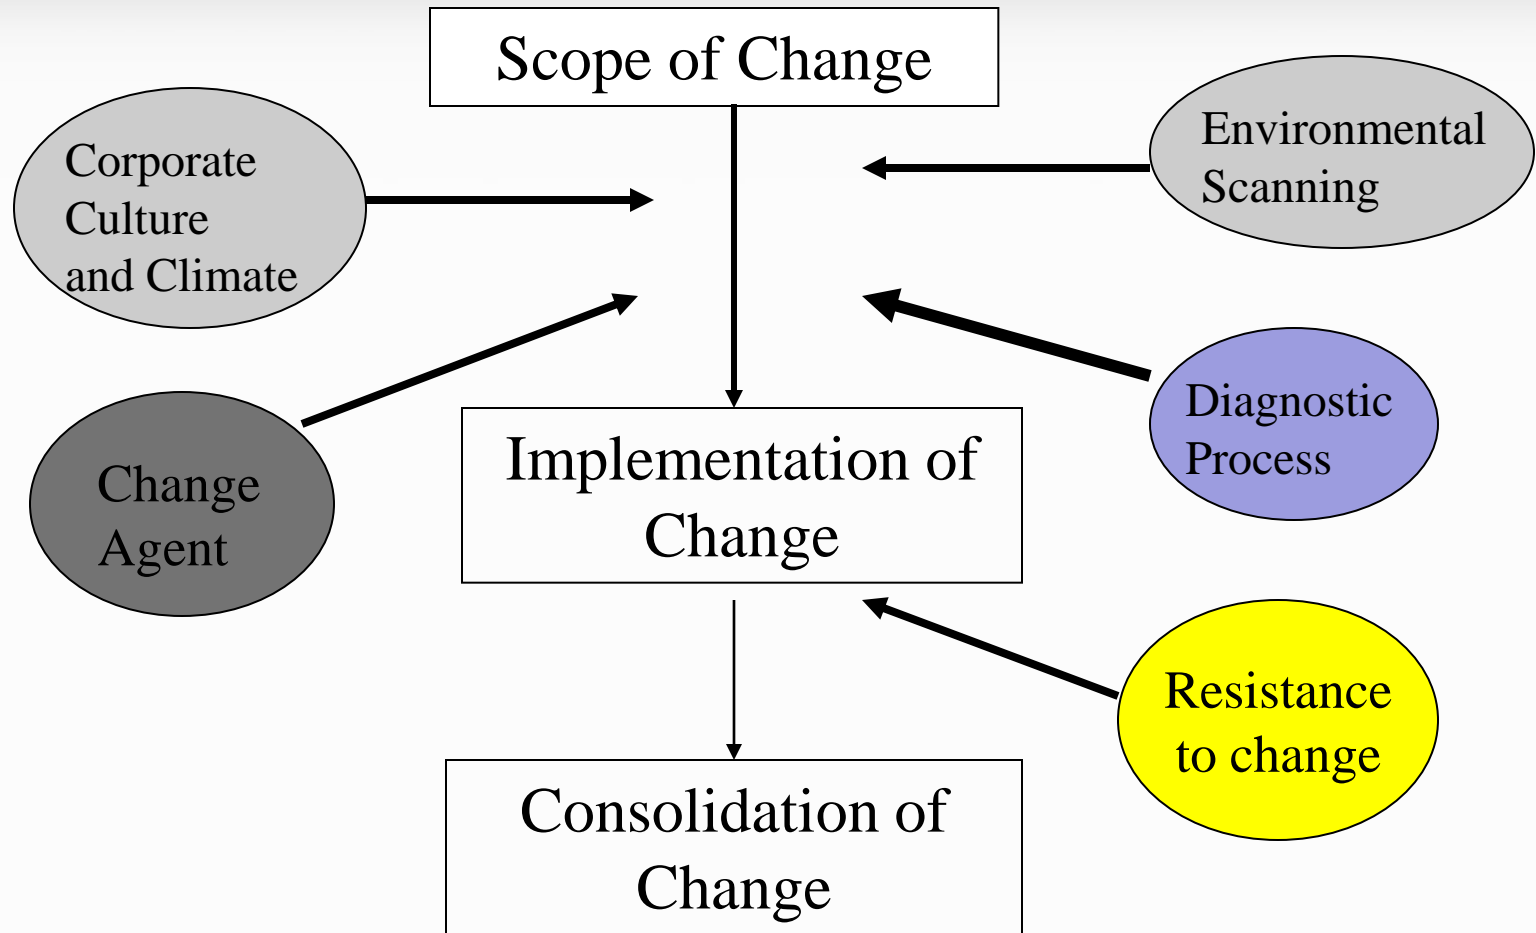 Scope of Change
Environmental
Scanning
Corporate
Culture
and Climate
Diagnostic
Process
Implementation of
Change
Change
Agent
Resistance
to change
Consolidation of
Change